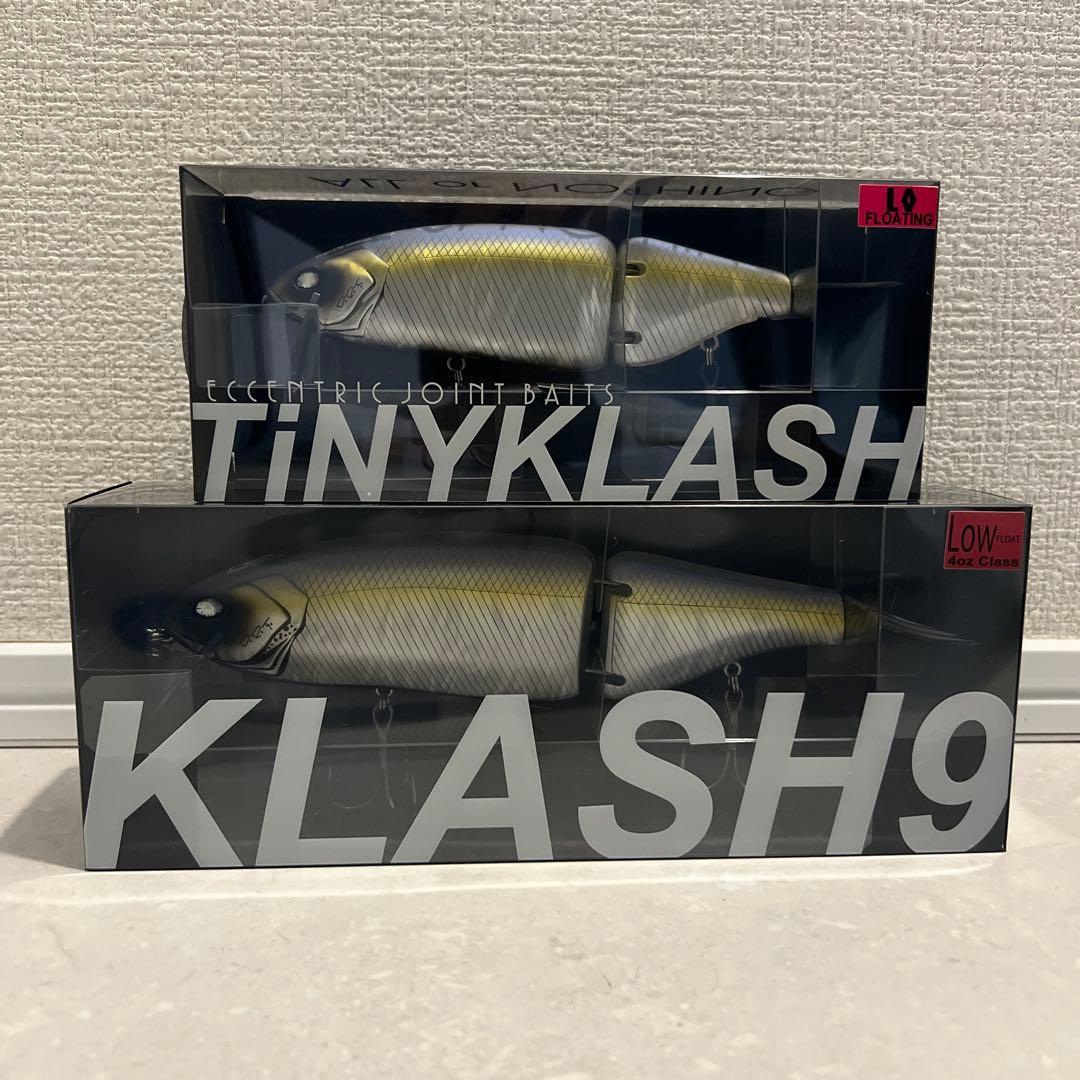 ALL or NOTHING
LO
FLOATING
D.R.T.
ECCENTRIC JOINT BAITS
TiNYKLASH
LOW FLOAT
4oz Class
D.R.T.
KLASH9